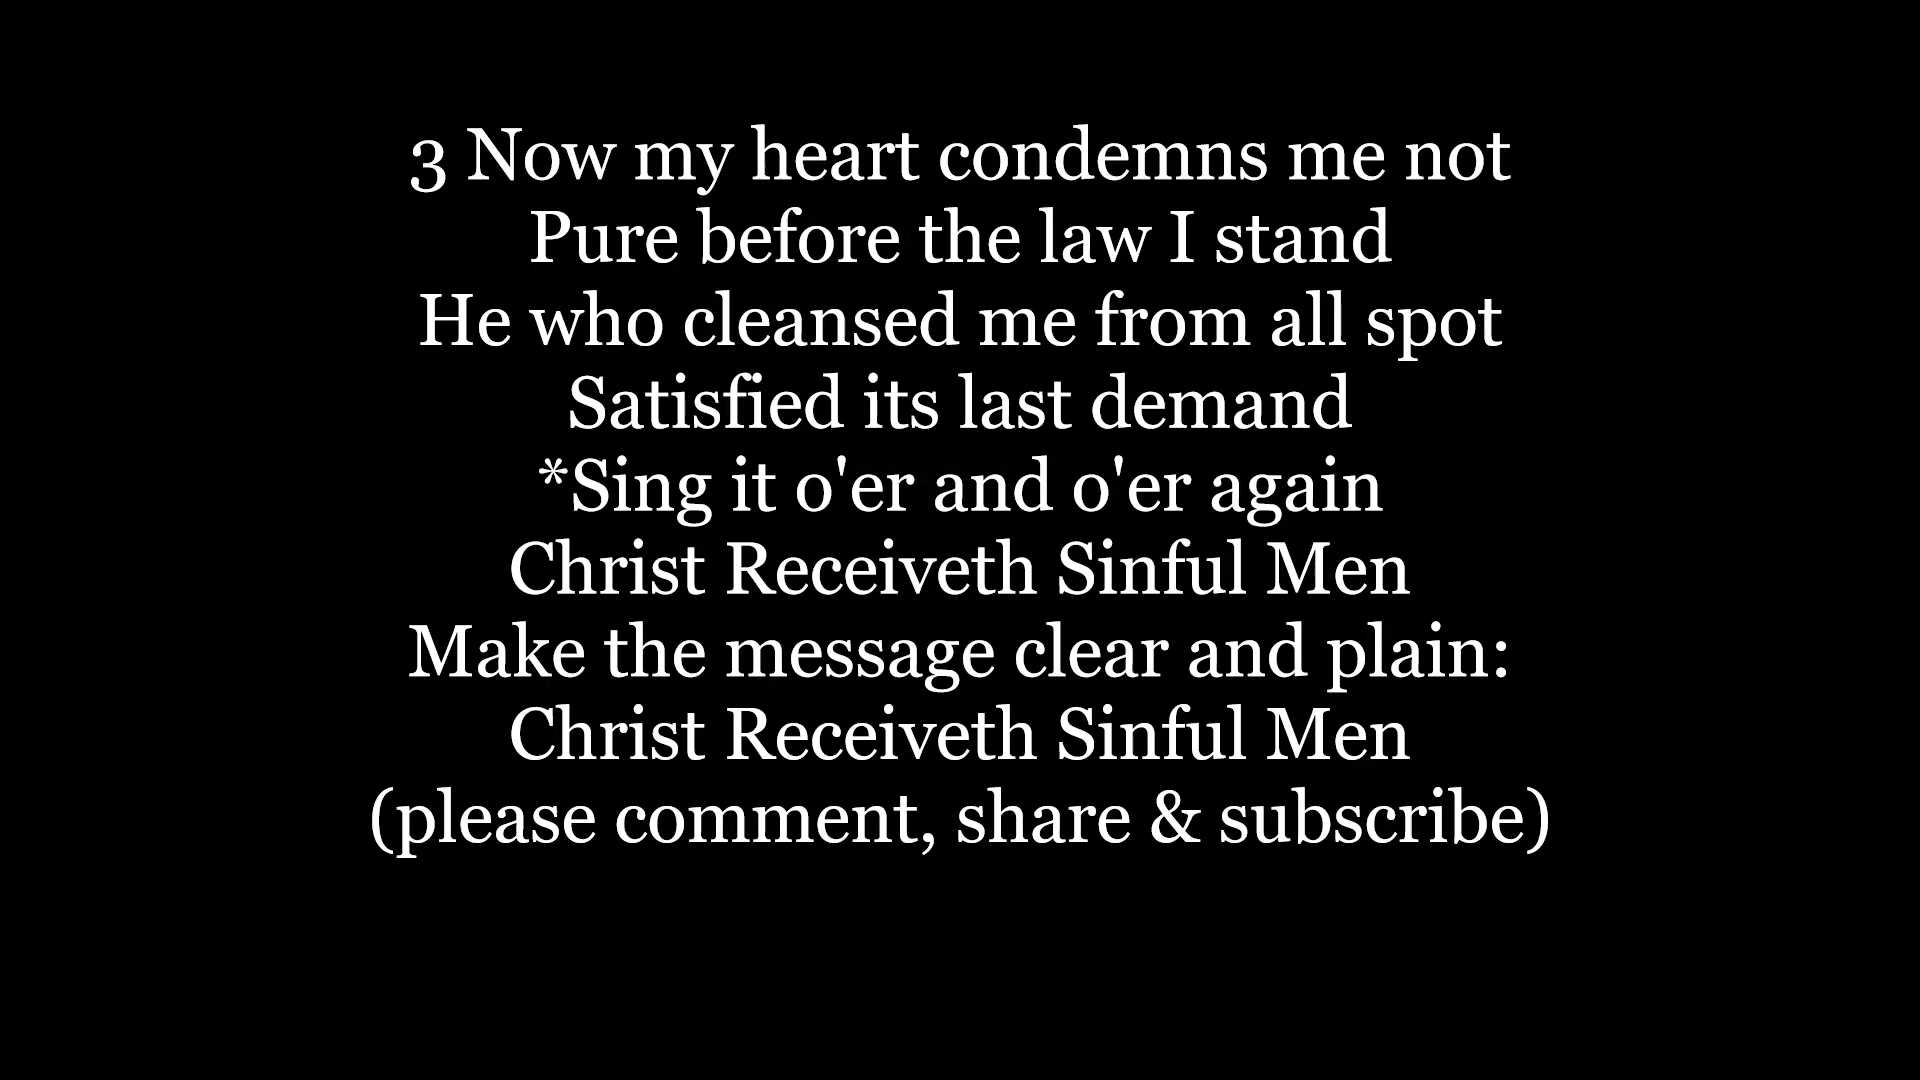 3 Now my heart condemns me not
Pure before the law I stand
He who cleansed me from all spot
Satisfied its last demand
*Sing it o'er and o'er again
Christ Receiveth Sinful Men
Make the message clear and plain:
Christ Receiveth Sinful Men
(please comment, share & subscribe)